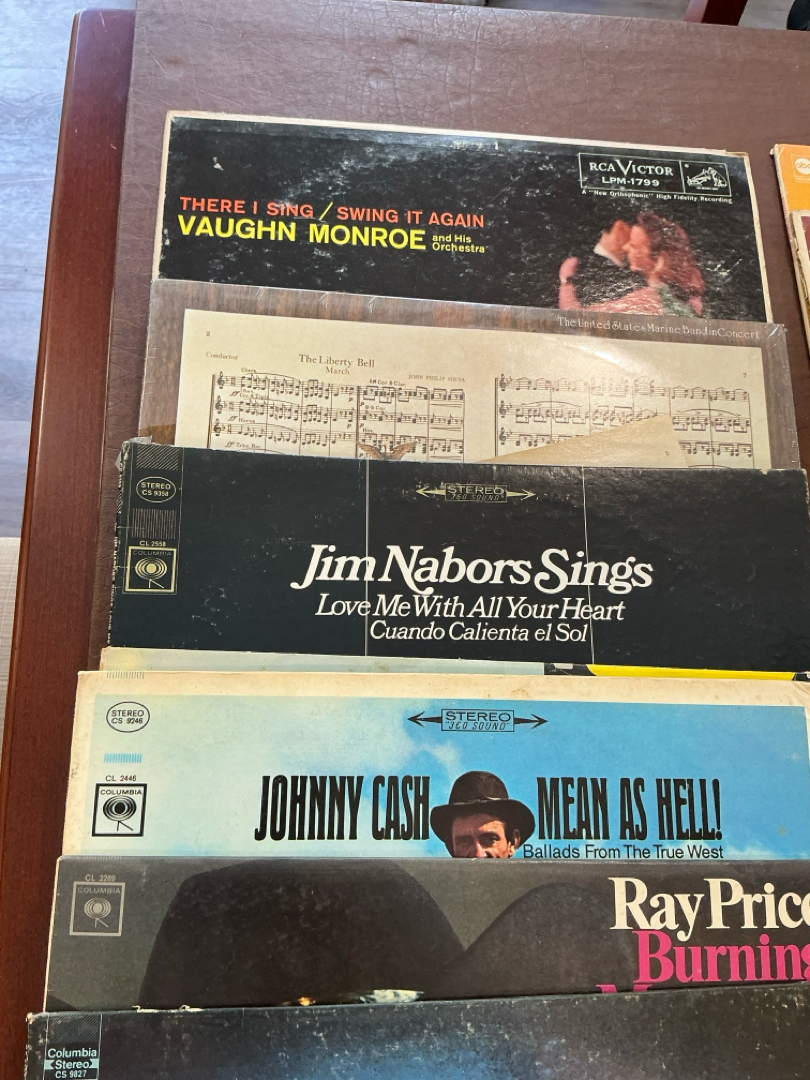 RCA VICTOR
LPM-1799
A "New Orthophonic" High Fidelity Recording
THERE I SING / SWING IT AGAIN
VAUGHN MONROE and His Orchestra
The United States Marine Band in Concert
2
Conductor
The Liberty Bell
March
JOHN PHILIP SOUSA
STEREO
CS 9358
CL 2558
COLUMBIA
STEREO
"360 SOUND"
Jim Nabors Sings
Love Me With All Your Heart
Cuando Calienta el Sol
STEREO
CS 9246
CL 2446
COLUMBIA
STEREO
"360 SOUND"
JOHNNY CASH MEAN AS HELL!
Ballads From The True West
CL 2289
COLUMBIA
Ray Price
Burning
Columbia
Stereo
CS 9827